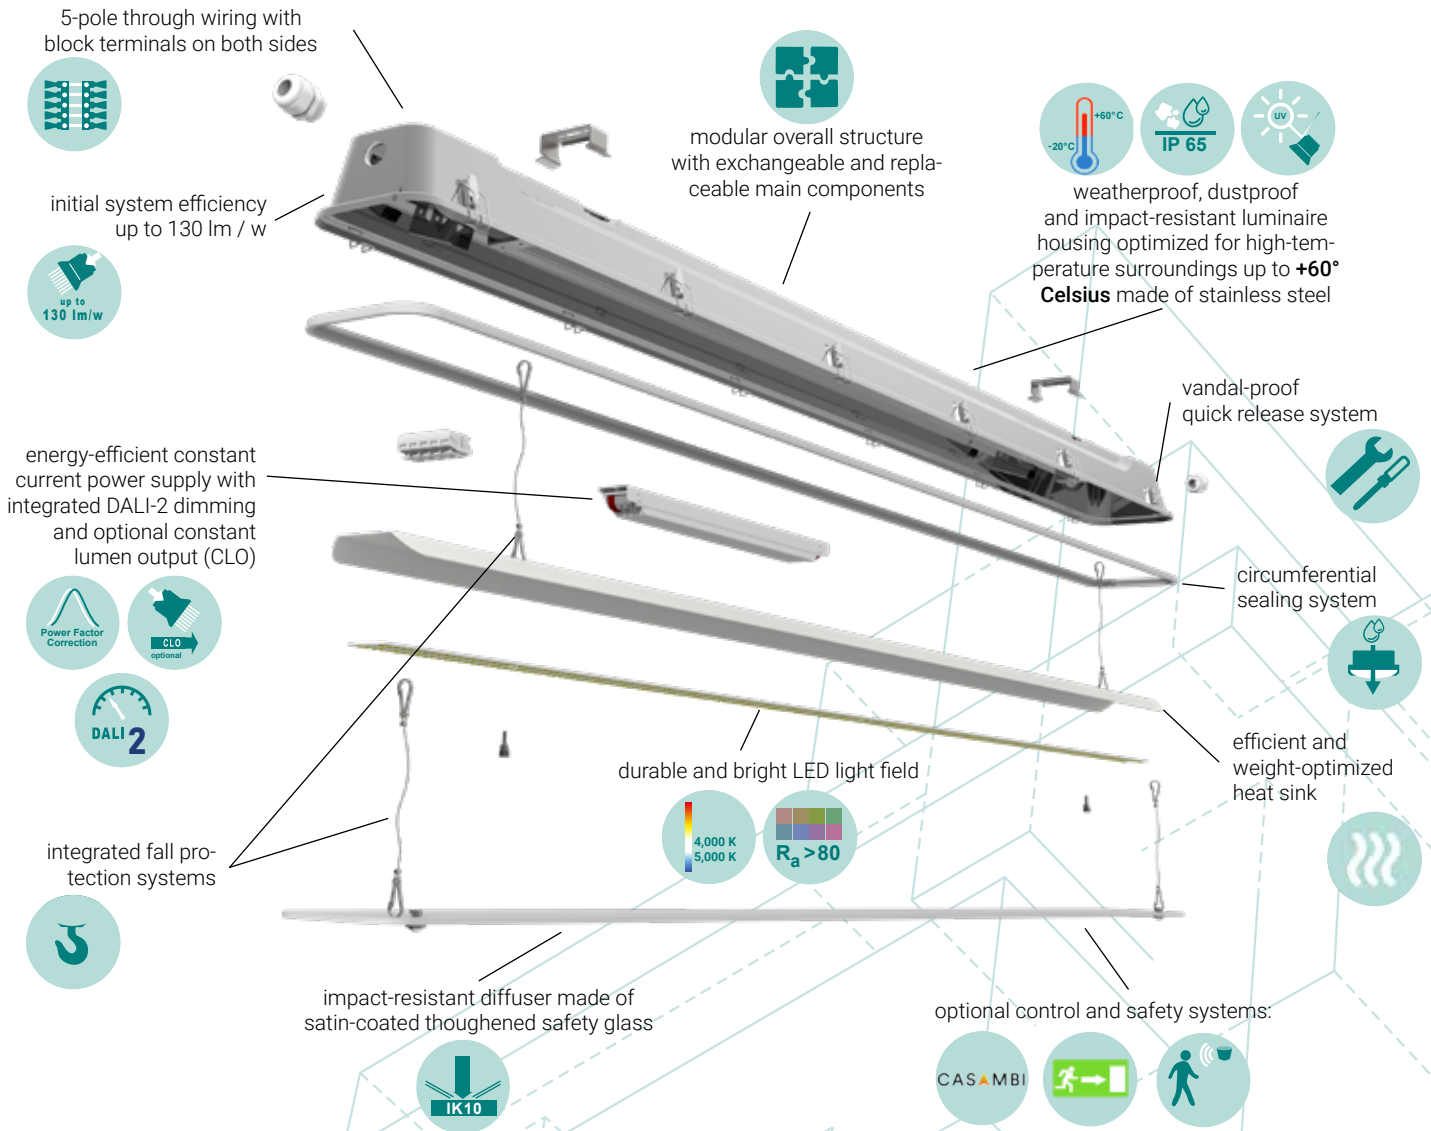 5-pole through wiring with
block terminals on both sides
modular overall structure
with exchangeable and repla-
ceable main components
+60°C
-20°C
IP 65
UV
weatherproof, dustproof
and impact-resistant luminaire
housing optimized for high-tem-
perature surroundings up to +60°
Celsius made of stainless steel
initial system efficiency
up to 130 lm / w
up to
130 lm/w
vandal-proof
quick release system
energy-efficient constant
current power supply with
integrated DALI-2 dimming
and optional constant
lumen output (CLO)
Power Factor
Correction
CLO
optional
DALI 2
circumferential
sealing system
efficient and
weight-optimized
heat sink
durable and bright LED light field
4,000 K
5,000 K
Ra >80
integrated fall pro-
tection systems
impact-resistant diffuser made of
satin-coated thoughened safety glass
IK10
optional control and safety systems:
CASAMBI